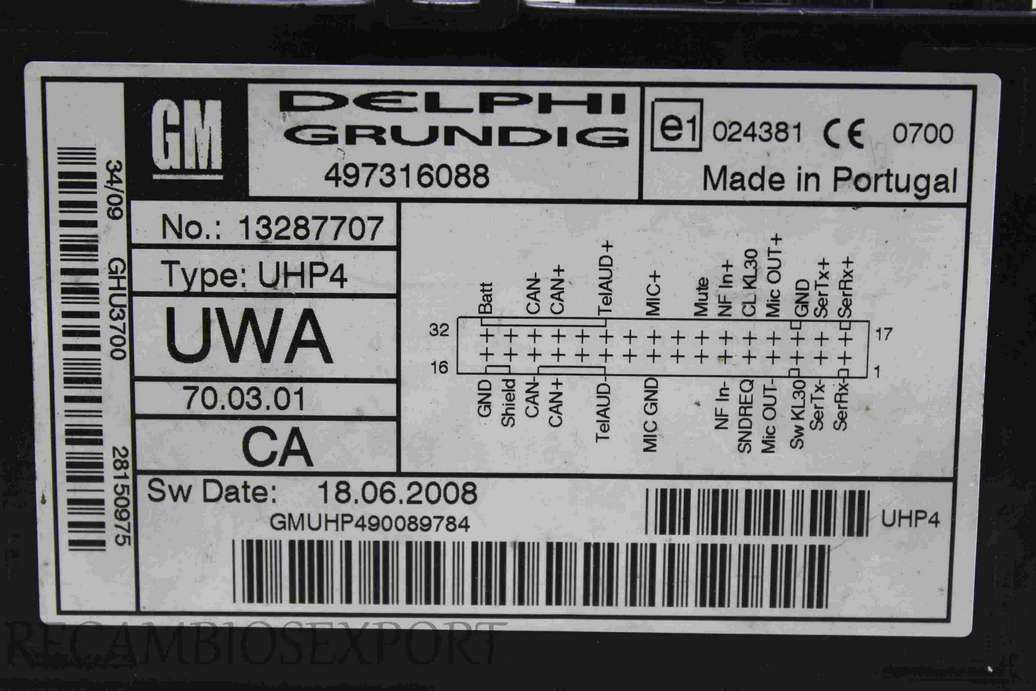 GM
DELPHI
GRUNDIG
497316088
e1 024381 CE 0700
Made in Portugal
34/09 GHU3700 28150975
No.: 13287707
Type: UHP4
UWA
70.03.01
CA
Batt CAN- CAN+ TelAUD+ MIC+ Mute NF In+ CL KL30 Mic OUT+ GND SerTx+ SerRx+
32 17
16 1
GND Shield CAN- CAN+ TelAUD- MIC GND NF In- SNDREQ Mic OUT- Sw KL30 SerTx- SerRx-
Sw Date: 18.06.2008
GMUHP490089784
UHP4
RECAMBIOSEXPORT